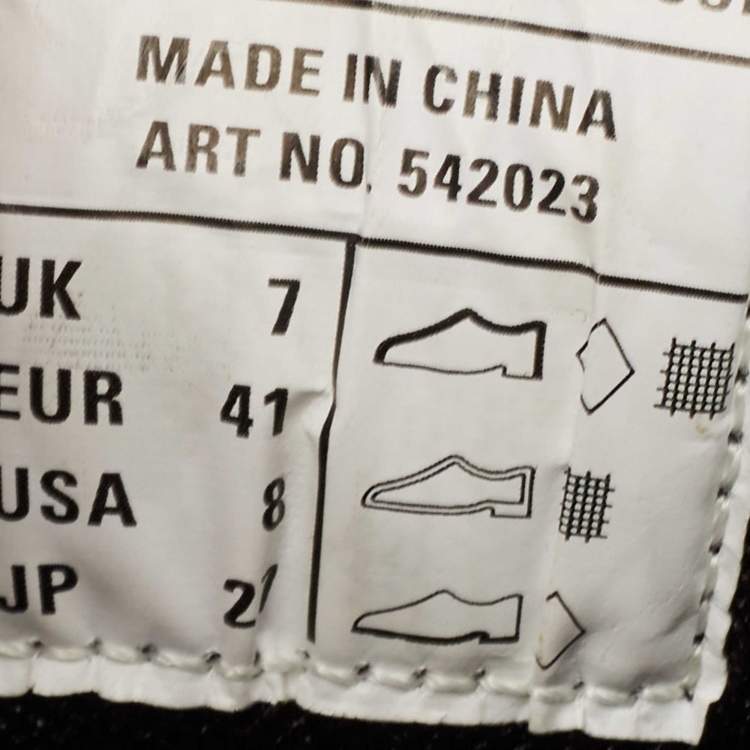 MADE IN CHINA
ART NO. 542023
UK 7
EUR 41
USA 8
JP